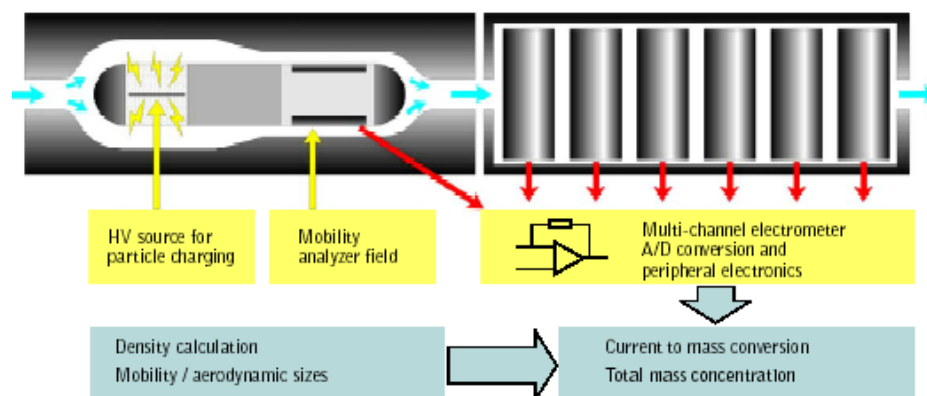 HV source for
particle charging
Mobility
analyzer field
Multi-channel electrometer
A/D conversion and
peripheral electronics
Density calculation
Mobility / aerodynamic sizes
Current to mass conversion
Total mass concentration